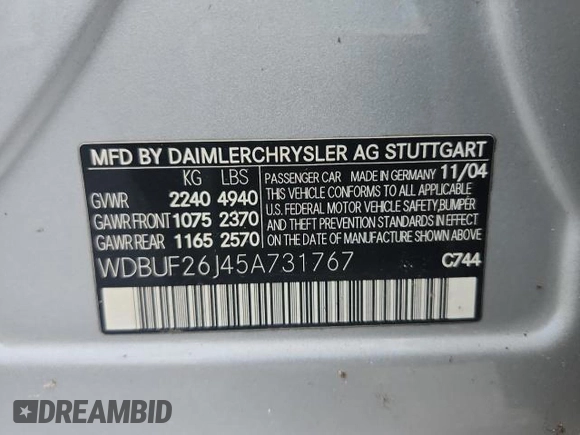 MFD BY DAIMLERCHRYSLER AG STUTTGART
KG LBS
GVWR 2240 4940
GAWR FRONT 1075 2370
GAWR REAR 1165 2570
PASSENGER CAR MADE IN GERMANY 11/04
THIS VEHICLE CONFORMS TO ALL APPLICABLE
U.S. FEDERAL MOTOR VEHICLE SAFETY,BUMPER
AND THEFT PREVENTION STANDARDS IN EFFECT
ON THE DATE OF MANUFACTURE SHOWN ABOVE.
WDBUF26J45A731767 C744
DREAMBID